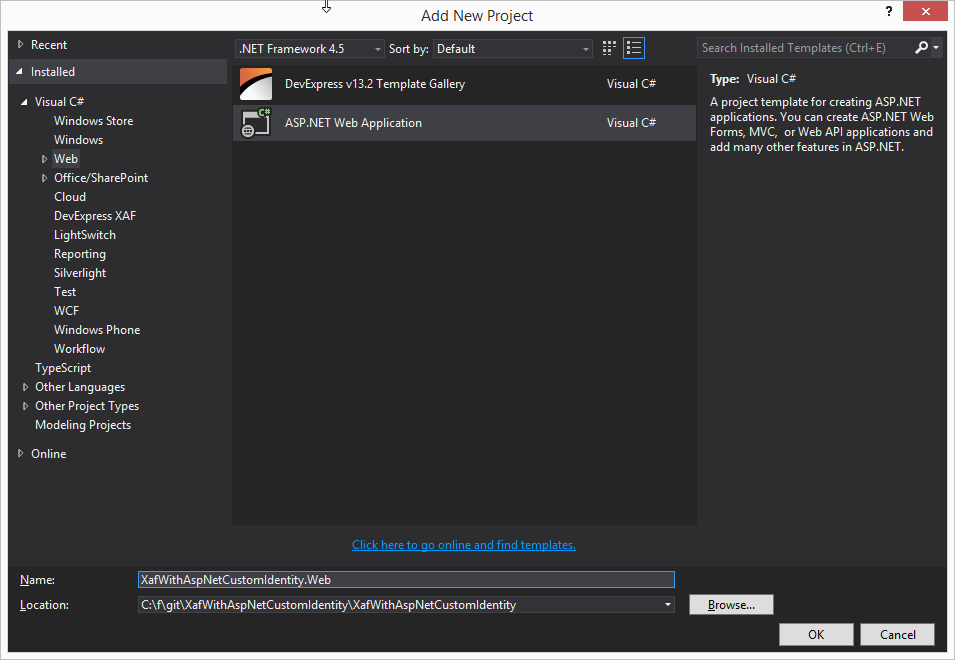 Add New Project
?
Recent
Installed
Visual C#
Windows Store
Windows
Web
Office/SharePoint
Cloud
DevExpress XAF
LightSwitch
Reporting
Silverlight
Test
WCF
Windows Phone
Workflow
TypeScript
Other Languages
Other Project Types
Modeling Projects
Online
.NET Framework 4.5 Sort by: Default
DevExpress v13.2 Template Gallery Visual C#
C#
ASP.NET Web Application Visual C#
Click here to go online and find templates.
Search Installed Templates (Ctrl+E)
Type: Visual C#
A project template for creating ASP.NET
applications. You can create ASP.NET Web
Forms, MVC, or Web API applications and
add many other features in ASP.NET.
Name: XafWithAspNetCustomIdentity.Web
Location: C:\f\git\XafWithAspNetCustomIdentity\XafWithAspNetCustomIdentity
Browse...
OK Cancel